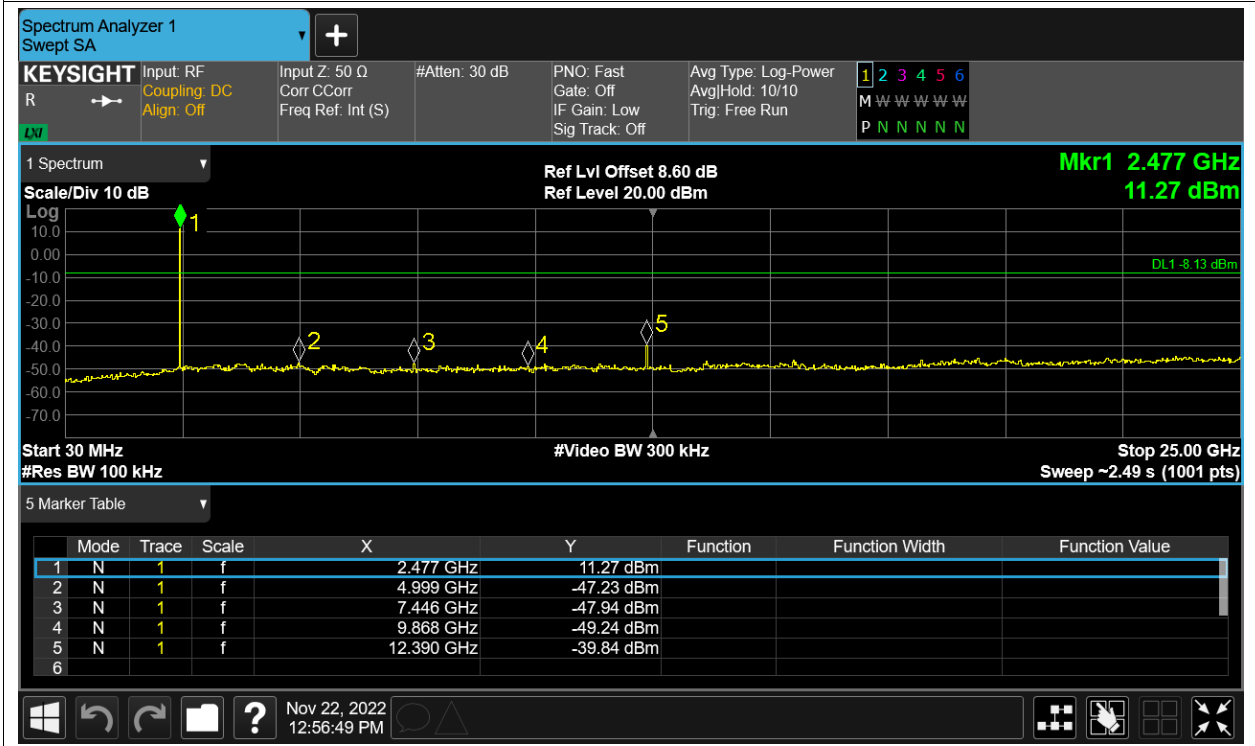 Spectrum Analyzer 1
Swept SA
KEYSIGHT
R
LXI
Input: RF
Coupling: DC
Align: Off
Input Z: 50 Ω
Corr CCorr
Freq Ref: Int (S)
#Atten: 30 dB
PNO: Fast
Gate: Off
IF Gain: Low
Sig Track: Off
Avg Type: Log-Power
Avg|Hold: 10/10
Trig: Free Run
1 2 3 4 5 6
M W W W W W
P N N N N N
1 Spectrum
Scale/Div 10 dB
Ref Lvl Offset 8.60 dB
Ref Level 20.00 dBm
Mkr1 2.477 GHz
11.27 dBm
Log
10.0
0.00
-10.0
-20.0
-30.0
-40.0
-50.0
-60.0
-70.0
1
2
3
4
5
DL1 -8.13 dBm
Start 30 MHz
#Res BW 100 kHz
#Video BW 300 kHz
Stop 25.00 GHz
Sweep ~2.49 s (1001 pts)
5 Marker Table
Mode Trace Scale X Y Function Function Width Function Value
1 N 1 f 2.477 GHz 11.27 dBm
2 N 1 f 4.999 GHz -47.23 dBm
3 N 1 f 7.446 GHz -47.94 dBm
4 N 1 f 9.868 GHz -49.24 dBm
5 N 1 f 12.390 GHz -39.84 dBm
6
?
Nov 22, 2022
12:56:49 PM